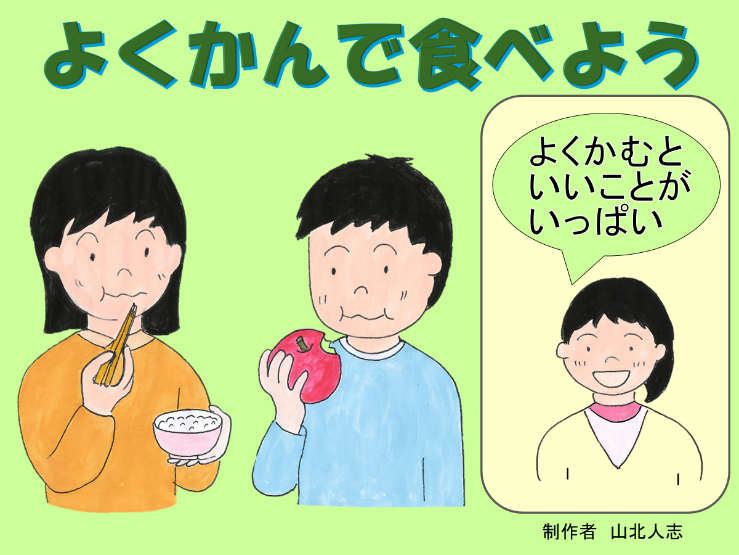 よくかんで食べよう
よくかむと
いいことが
いっぱい
制作者　山北人志